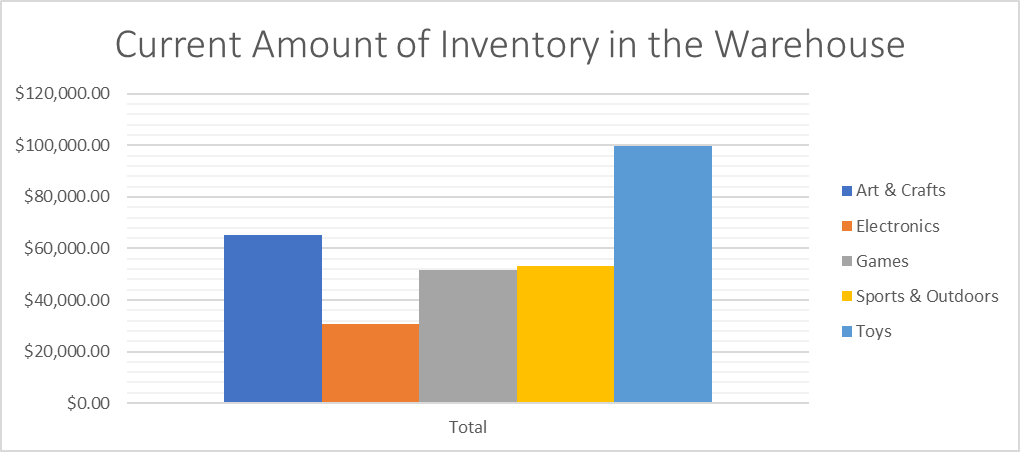 Current Amount of Inventory in the Warehouse
$120,000.00
$100,000.00
$80,000.00
$60,000.00
$40,000.00
$20,000.00
$0.00
Total
Art & Crafts
Electronics
Games
Sports & Outdoors
Toys